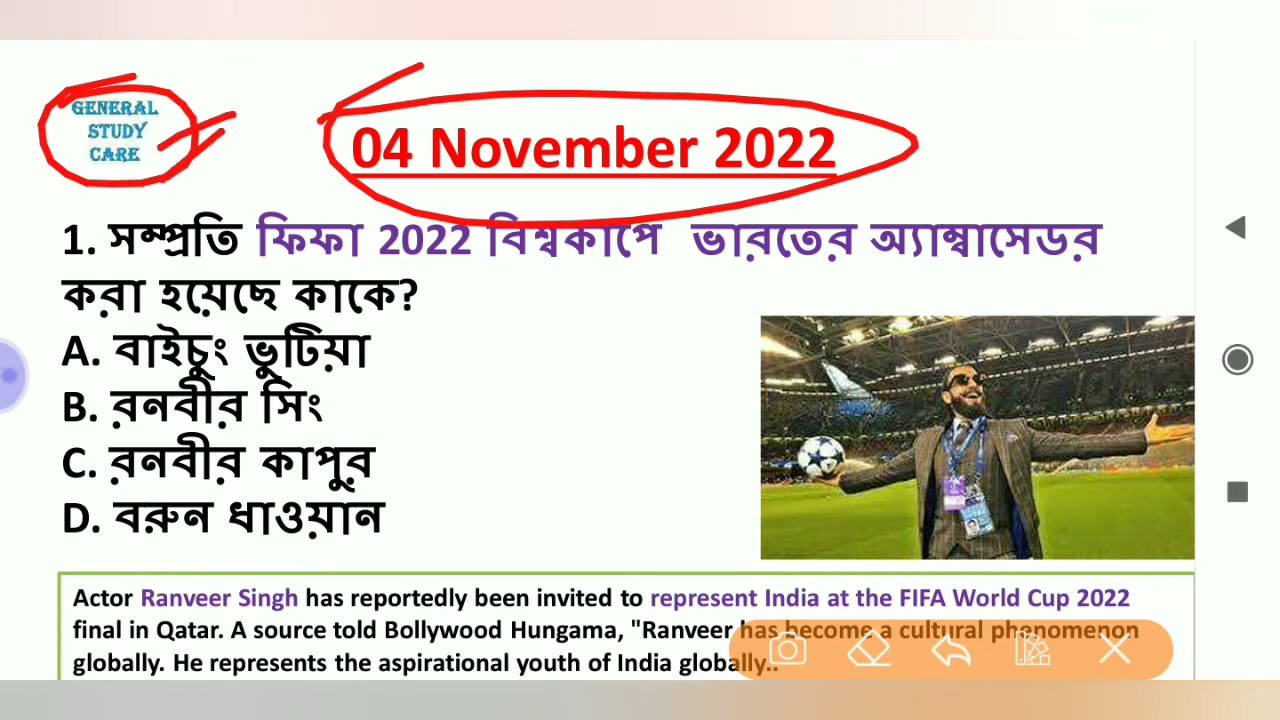 GENERAL
STUDY
CARE
04 November 2022
1. সম্প্রতি ফিফা 2022 বিশ্বকাপে ভারতের অ্যাম্বাসেডর
করা হয়েছে কাকে?
A. বাইচুং ভুটিয়া
B. রনবীর সিং
C. রনবীর কাপুর
D. বরুন ধাওয়ান
Actor Ranveer Singh has reportedly been invited to represent India at the FIFA World Cup 2022
final in Qatar. A source told Bollywood Hungama, "Ranveer has become a cultural phenomenon
globally. He represents the aspirational youth of India globally..